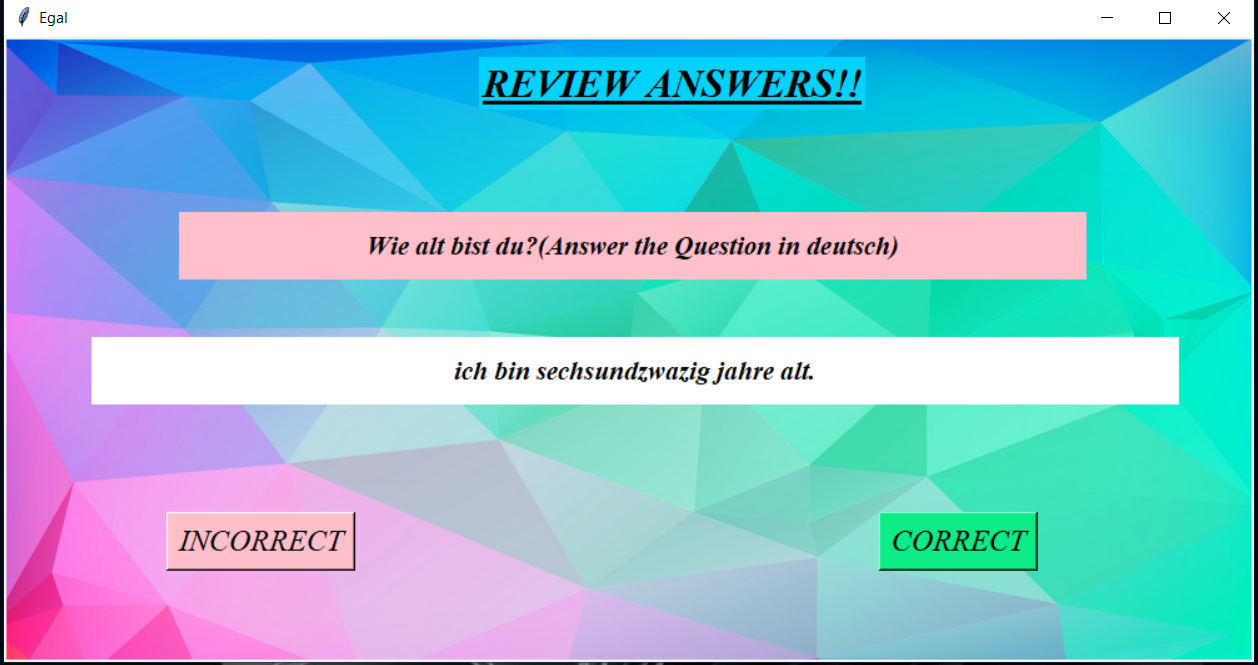 Egal
REVIEW ANSWERS!!
Wie alt bist du?(Answer the Question in deutsch)
ich bin sechsundzwazig jahre alt.
INCORRECT
CORRECT